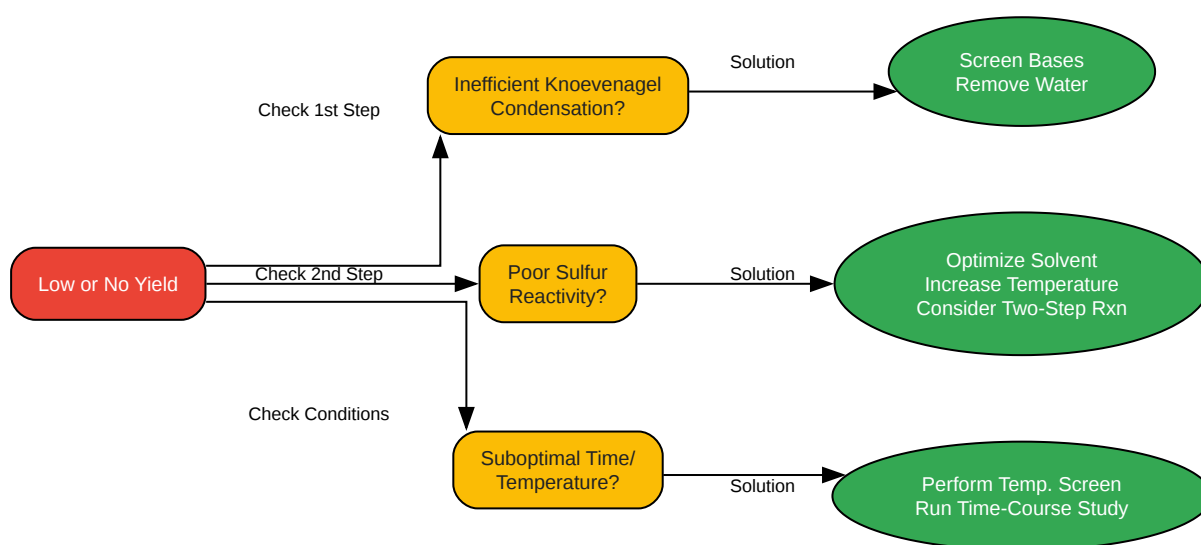 Low or No Yield
Check 1st Step
Inefficient Knoevenagel
Condensation?
Solution
Screen Bases
Remove Water
Check 2nd Step
Poor Sulfur
Reactivity?
Solution
Optimize Solvent
Increase Temperature
Consider Two-Step Rxn
Check Conditions
Suboptimal Time/
Temperature?
Solution
Perform Temp. Screen
Run Time-Course Study